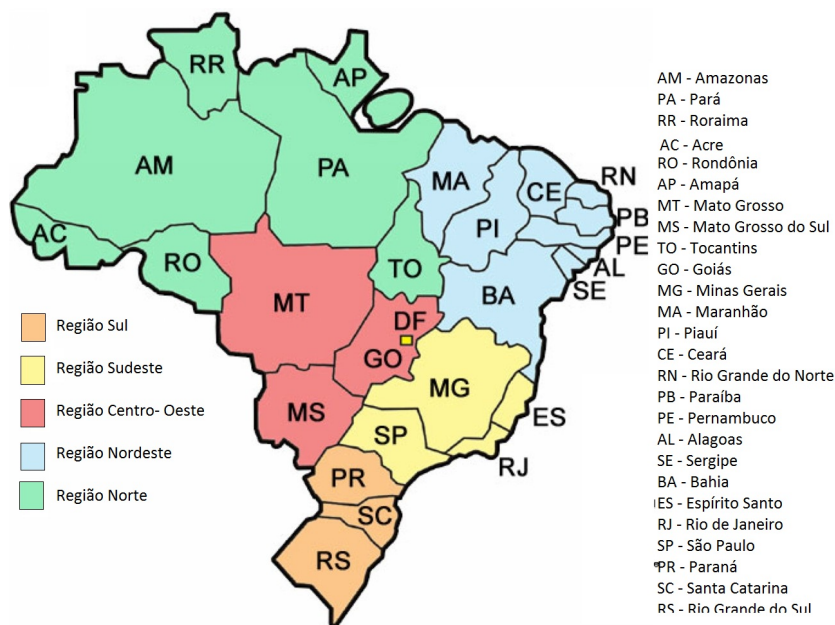 RR
AP
AM
PA
MA
CE
RN
PI
PB
PE
AL
SE
AC
RO
TO
BA
MT
DF
GO
MG
ES
MS
SP
RJ
PR
SC
RS
Região Sul
Região Sudeste
Região Centro- Oeste
Região Nordeste
Região Norte
AM - Amazonas
PA - Pará
RR - Roraima
AC - Acre
RO - Rondônia
AP - Amapá
MT - Mato Grosso
MS - Mato Grosso do Sul
TO - Tocantins
GO - Goiás
MG - Minas Gerais
MA - Maranhão
PI - Piauí
CE - Ceará
RN - Rio Grande do Norte
PB - Paraíba
PE - Pernambuco
AL - Alagoas
SE - Sergipe
BA - Bahia
ES - Espírito Santo
RJ - Rio de Janeiro
SP - São Paulo
PR - Paraná
SC - Santa Catarina
RS - Rio Grande do Sul